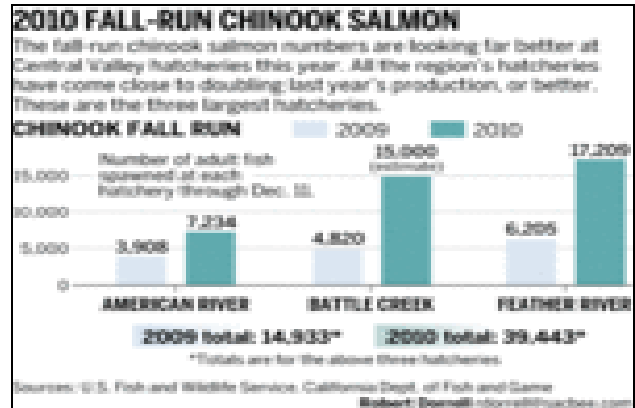 2010 FALL-RUN CHINOOK SALMON
The fall-run chinook salmon numbers are looking far better at
Central Valley hatcheries this year. All the region's hatcheries
have come close to doubling last year's production, or better.
These are the three largest hatcheries.
CHINOOK FALL RUN 2009 2010
Number of adult fish
spawned at each
hatchery through Dec. 11.
15,000
(estimate)
17,209
15,000
10,000
5,000
0
3,908
7,234
4,820
6,205
AMERICAN RIVER BATTLE CREEK FEATHER RIVER
2009 total: 14,933* 2010 total: 39,443*
*Totals are for the above three hatcheries
Sources: U.S. Fish and Wildlife Service, California Dept. of Fish and Game
Robert Dorrell/